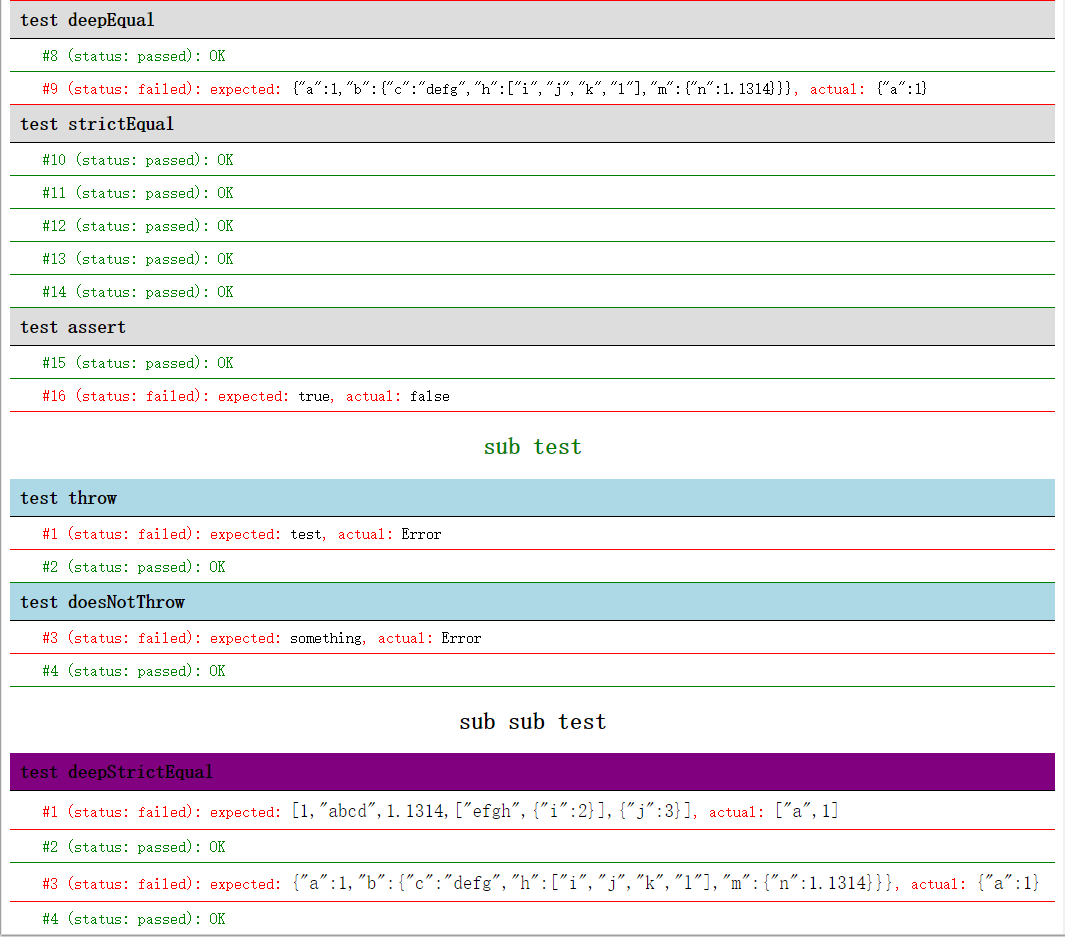 test deepEqual
#8 (status: passed): OK
#9 (status: failed): expected: {"a":1,"b":{"c":"defg","h":["i","j","k","l"],"m":{"n":1.1314}}}, actual: {"a":1}
test strictEqual
#10 (status: passed): OK
#11 (status: passed): OK
#12 (status: passed): OK
#13 (status: passed): OK
#14 (status: passed): OK
test assert
#15 (status: passed): OK
#16 (status: failed): expected: true, actual: false
sub test
test throw
#1 (status: failed): expected: test, actual: Error
#2 (status: passed): OK
test doesNotThrow
#3 (status: failed): expected: something, actual: Error
#4 (status: passed): OK
sub sub test
test deepStrictEqual
#1 (status: failed): expected: [1,"abcd",1.1314,["efgh",{"i":2}],{"j":3}], actual: ["a",1]
#2 (status: passed): OK
#3 (status: failed): expected: {"a":1,"b":{"c":"defg","h":["i","j","k","l"],"m":{"n":1.1314}}}, actual: {"a":1}
#4 (status: passed): OK